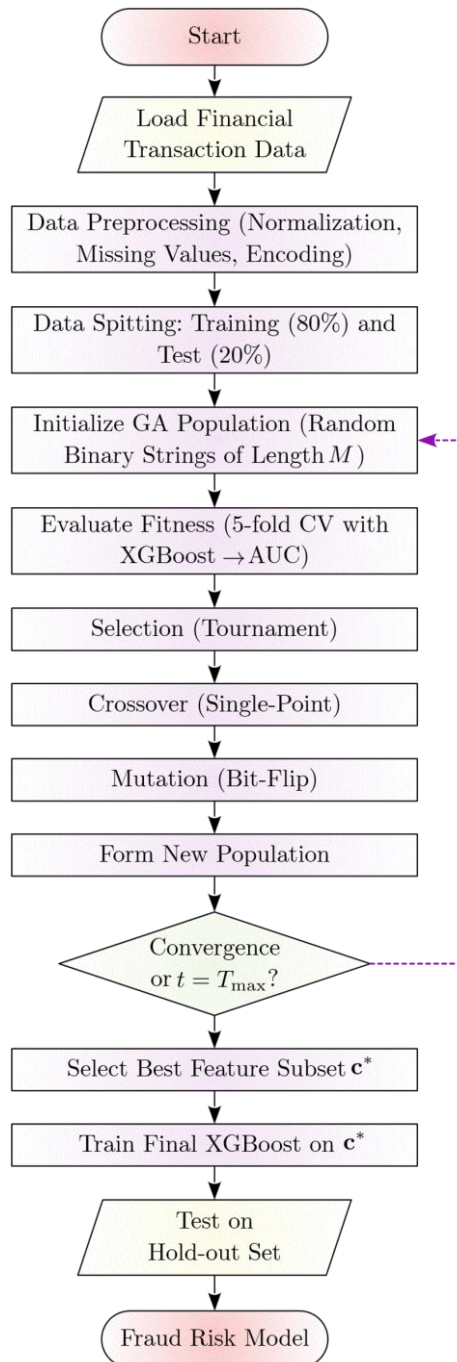 Start
Load Financial
Transaction Data
Data Preprocessing (Normalization,
Missing Values, Encoding)
Data Spitting: Training (80%) and
Test (20%)
Initialize GA Population (Random
Binary Strings of Length M)
Evaluate Fitness (5-fold CV with
XGBoost → AUC)
Selection (Tournament)
Crossover (Single-Point)
Mutation (Bit-Flip)
Form New Population
Convergence
or t = Tmax?
Select Best Feature Subset c*
Train Final XGBoost on c*
Test on
Hold-out Set
Fraud Risk Model